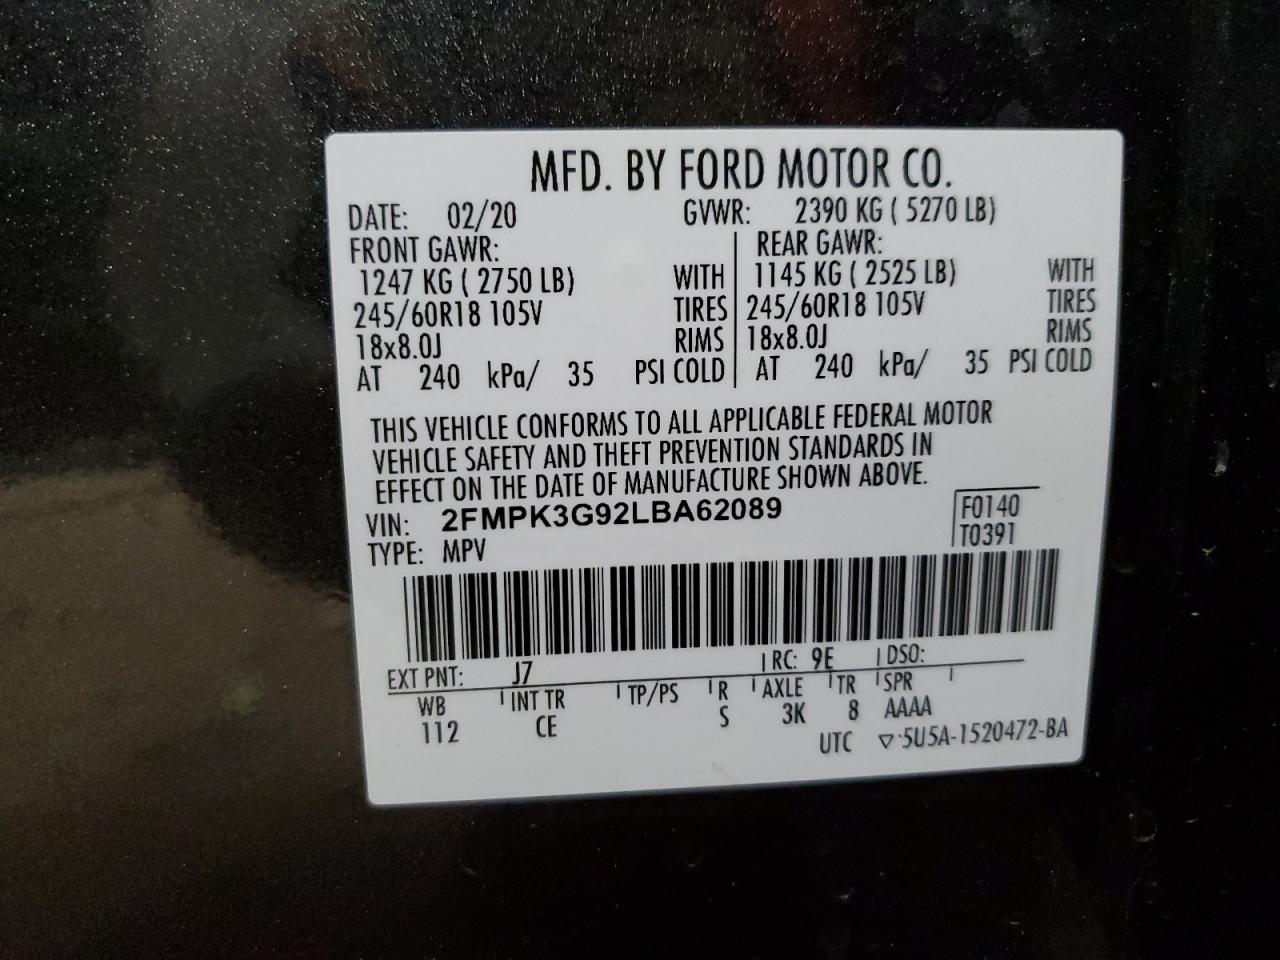 MFD. BY FORD MOTOR CO.
DATE: 02/20 GVWR: 2390 KG ( 5270 LB)
FRONT GAWR: REAR GAWR:
1247 KG ( 2750 LB) WITH 1145 KG ( 2525 LB) WITH
245/60R18 105V TIRES 245/60R18 105V TIRES
18x8.0J RIMS 18x8.0J RIMS
AT 240 kPa/ 35 PSI COLD AT 240 kPa/ 35 PSI COLD
THIS VEHICLE CONFORMS TO ALL APPLICABLE FEDERAL MOTOR
VEHICLE SAFETY AND THEFT PREVENTION STANDARDS IN
EFFECT ON THE DATE OF MANUFACTURE SHOWN ABOVE.
VIN: 2FMPK3G92LBA62089 F0140
TYPE: MPV T0391
EXT PNT: J7 RC: 9E DSO:
WB INT TR TP/PS R AXLE TR SPR
112 CE S 3K 8 AAAA
UTC ▽·5U5A-1520472-BA